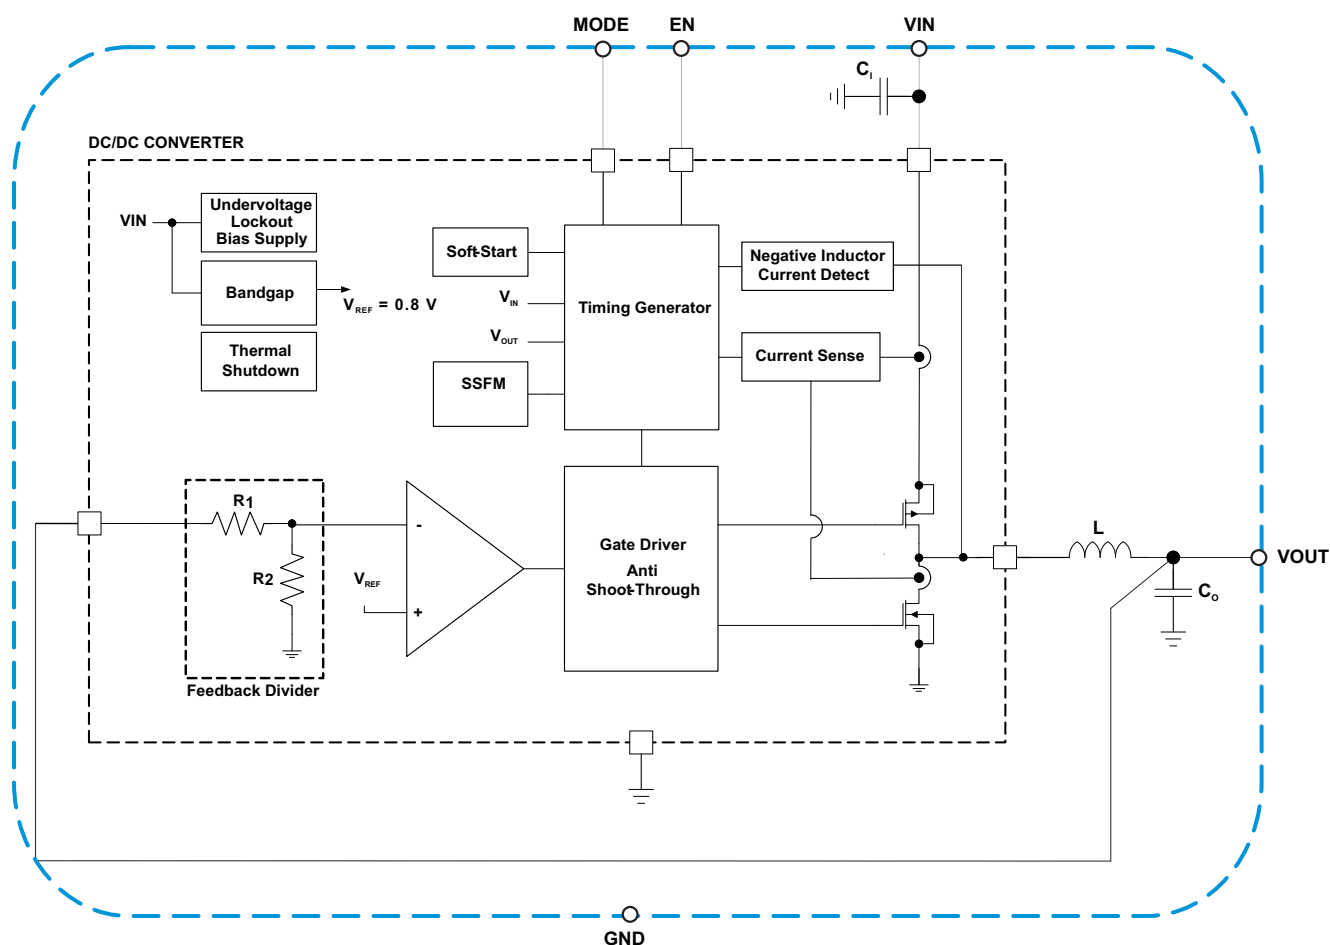 MODE
EN
VIN
CI
DC/DC CONVERTER
VIN
Undervoltage
Lockout
Bias Supply
Bandgap
VREF = 0.8 V
Thermal
Shutdown
Soft-Start
VIN
VOUT
SSFM
Timing Generator
Negative Inductor
Current Detect
Current Sense
R1
R2
Feedback Divider
-
VREF
+
Gate Driver
Anti
Shoot-Through
L
VOUT
CO
GND